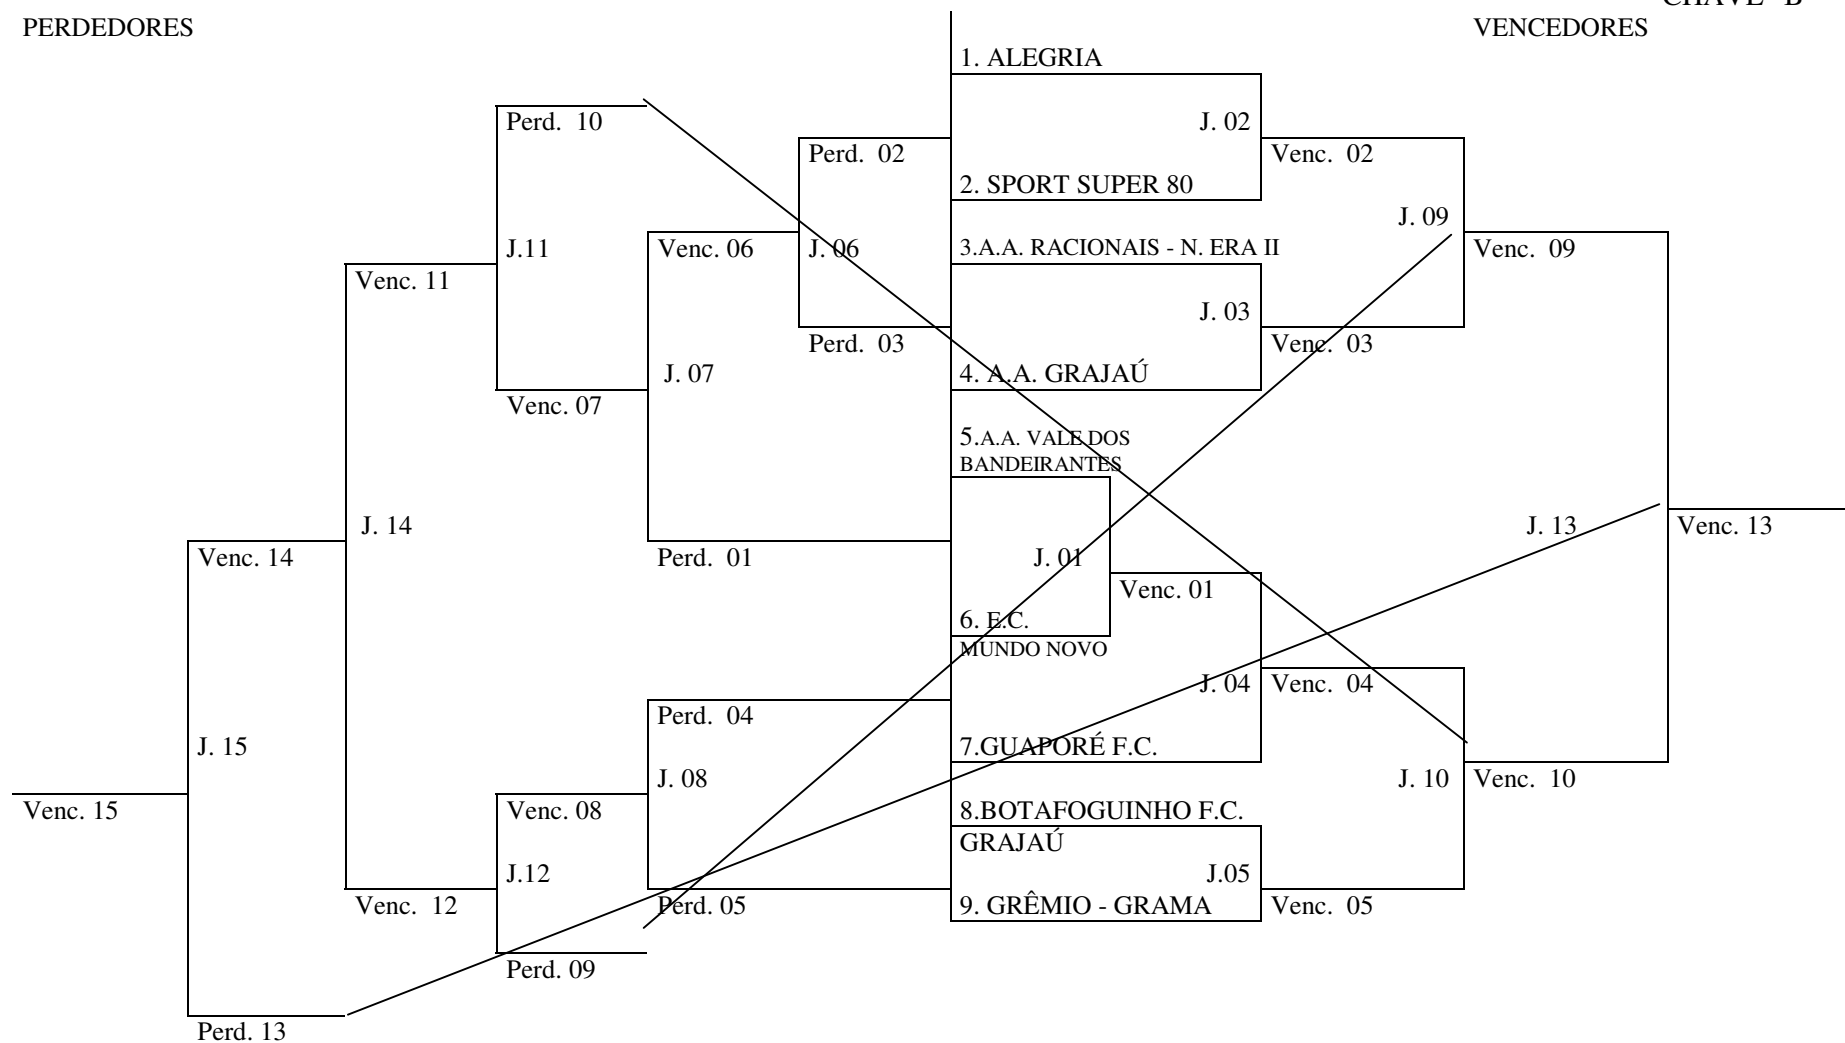 CHAVE "B"
PERDEDORES
VENCEDORES
1. ALEGRIA
Perd. 10
J. 02
Perd. 02
Venc. 02
2. SPORT SUPER 80
J. 09
J.11
Venc. 06
J. 06
3.A.A. RACIONAIS - N. ERA II
Venc. 09
Venc. 11
J. 03
Perd. 03
Venc. 03
J. 07
4. A.A. GRAJAÚ
Venc. 07
5.A.A. VALE DOS
BANDEIRANTES
J. 14
J. 13
Venc. 13
Venc. 14
Perd. 01
J. 01
Venc. 01
6. E.C.
MUNDO NOVO
J. 04
Venc. 04
Perd. 04
J. 15
7.GUAPORÉ F.C.
J. 08
J. 10
Venc. 10
Venc. 15
Venc. 08
8.BOTAFOGUINHO F.C.
GRAJAÚ
J.12
J.05
Venc. 12
Perd. 05
9. GRÊMIO - GRAMA
Venc. 05
Perd. 09
Perd. 13